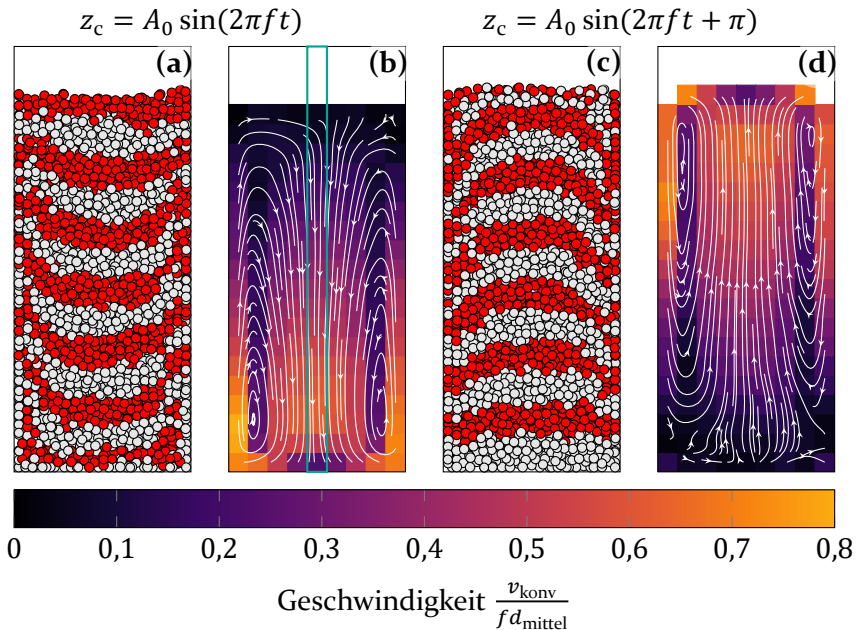 z_c = A_0 sin(2πft) z_c = A_0 sin(2πft + π)
(a) (b) (c) (d)
0 0,1 0,2 0,3 0,4 0,5 0,6 0,7 0,8
Geschwindigkeit v_konv / f d_mittel